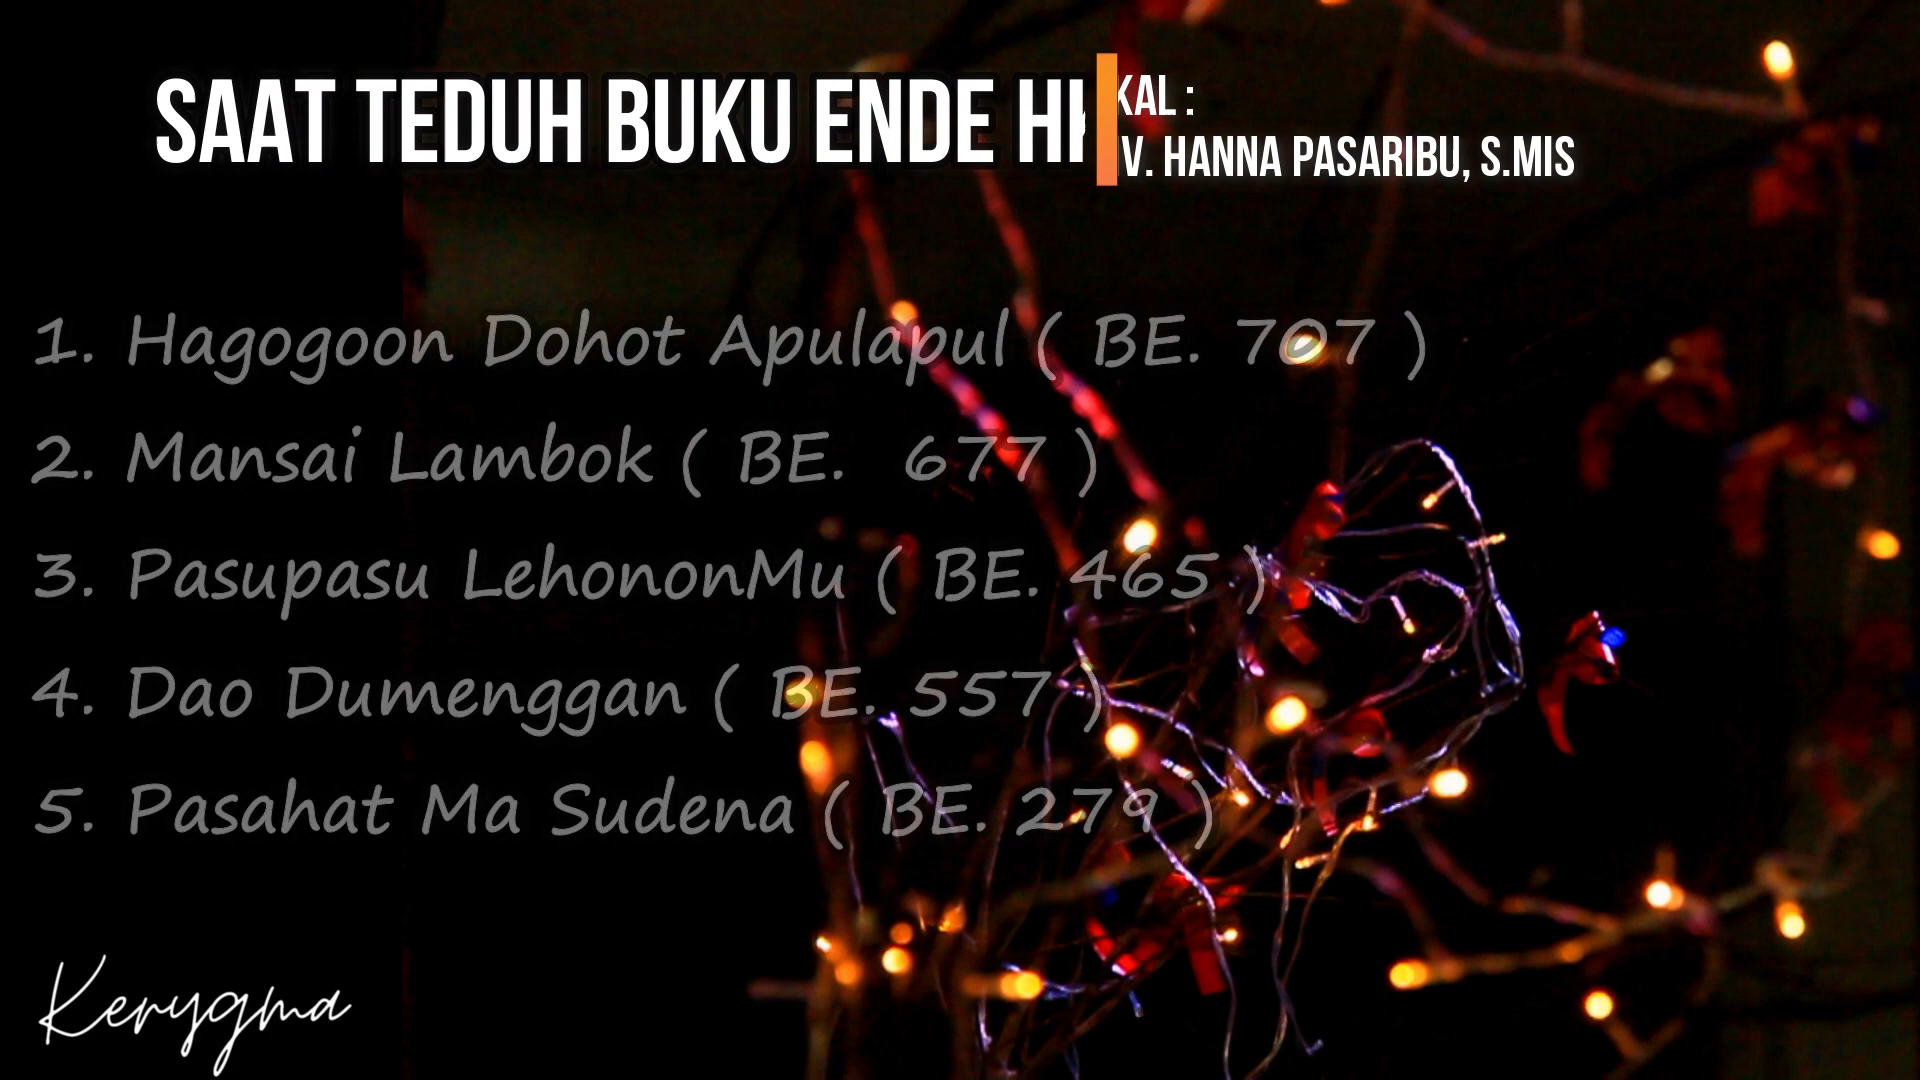 SAAT TEDUH BUKU ENDE
KAL :
V. HANNA PASARIBU, S.MIS
1. Hagogoon Dohot Apulapul ( BE. 707 )
2. Mansai Lambok ( BE. 677 )
3. Pasupasu LehononMu ( BE. 465 )
4. Dao Dumenggan ( BE. 557 )
5. Pasahat Ma Sudena ( BE. 279 )
Kerygma